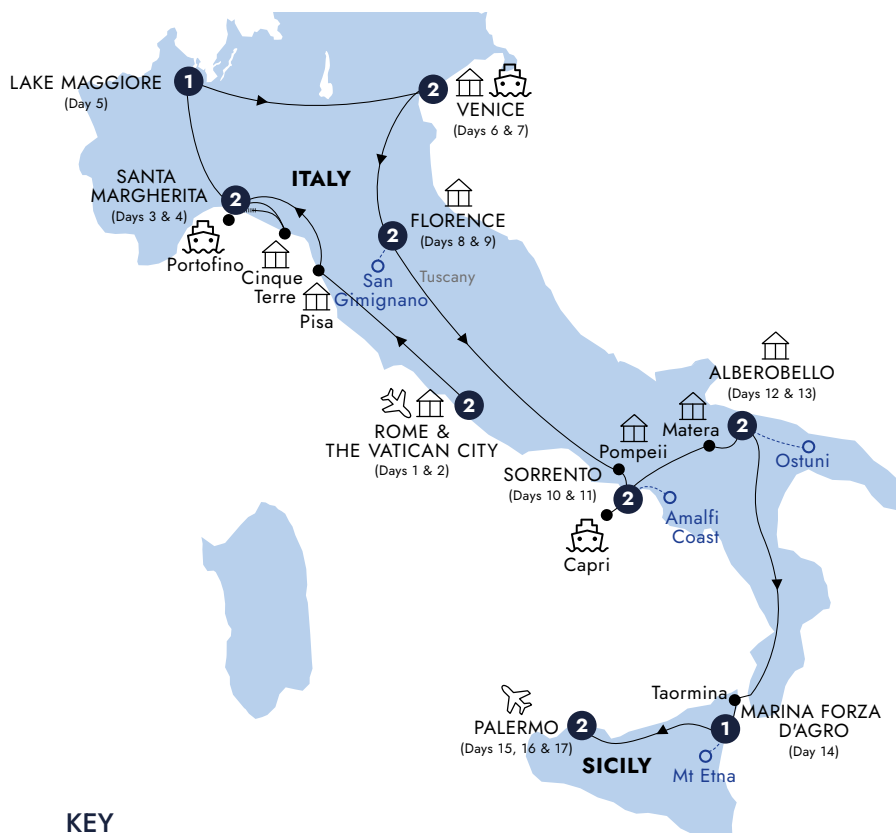 LAKE MAGGIORE
(Day 5)
1
2
VENICE
(Days 6 & 7)
SANTA
MARGHERITA
(Days 3 & 4)
2
ITALY
Portofino
Cinque
Terre
Pisa
FLORENCE
(Days 8 & 9)
2
San
Gimignano
Tuscany
2
ROME &
THE VATICAN CITY
(Days 1 & 2)
ALBEROBELLO
(Days 12 & 13)
2
Matera
Ostuni
Pompeii
SORRENTO
(Days 10 & 11)
2
Amalfi
Coast
Capri
Taormina
MARINA FORZA
D'AGRO
(Day 14)
1
PALERMO
(Days 15, 16 & 17)
2
SICILY
Mt Etna
KEY